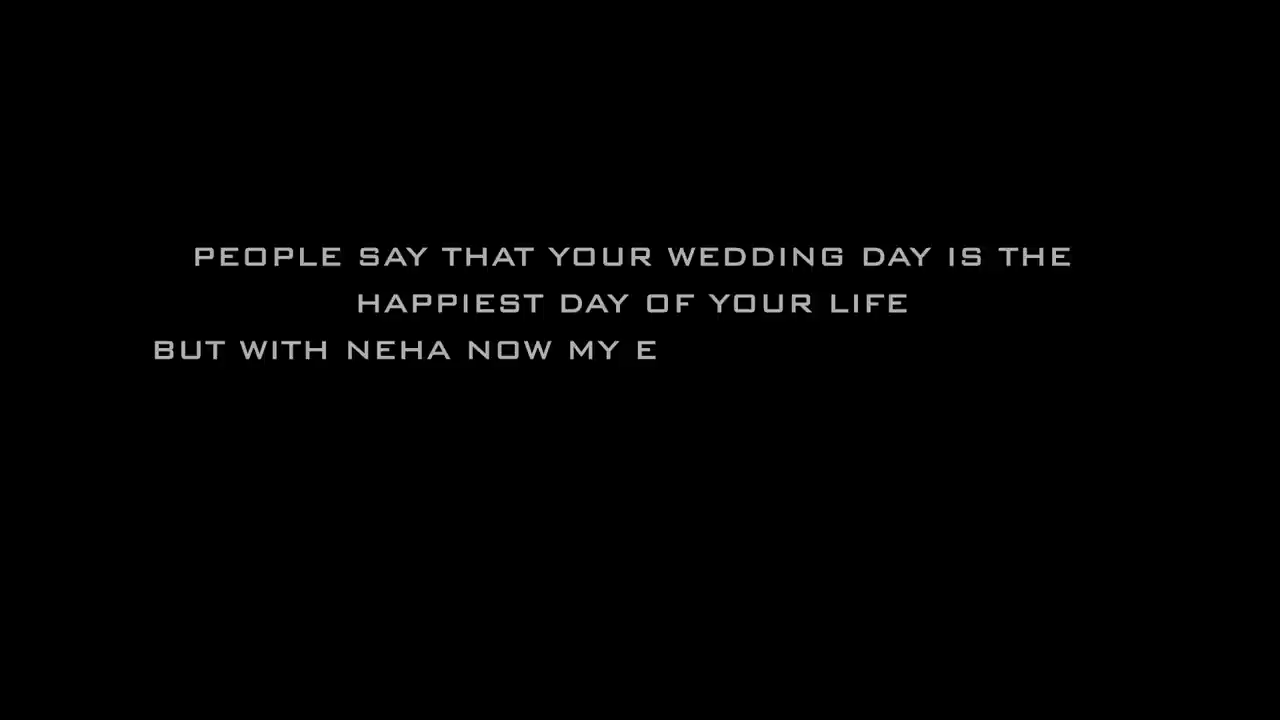 PEOPLE SAY THAT YOUR WEDDING DAY IS THE
HAPPIEST DAY OF YOUR LIFE
BUT WITH NEHA NOW MY E